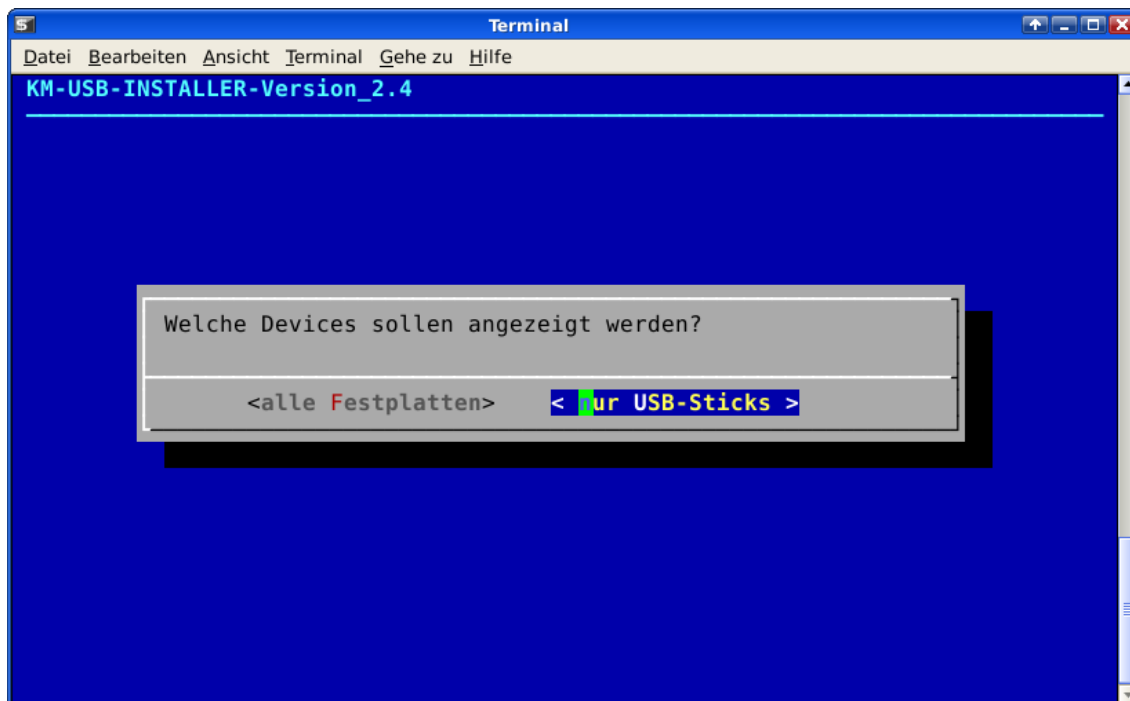 Terminal
Datei Bearbeiten Ansicht Terminal Gehe zu Hilfe
KM-USB-INSTALLER-Version_2.4
Welche Devices sollen angezeigt werden?
<alle Festplatten> < nur USB-Sticks >